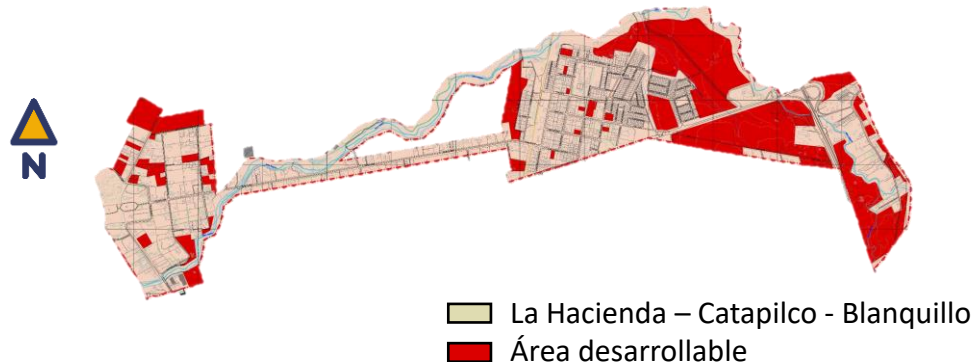 N
La Hacienda – Catapilco - Blanquillo
Área desarrollable